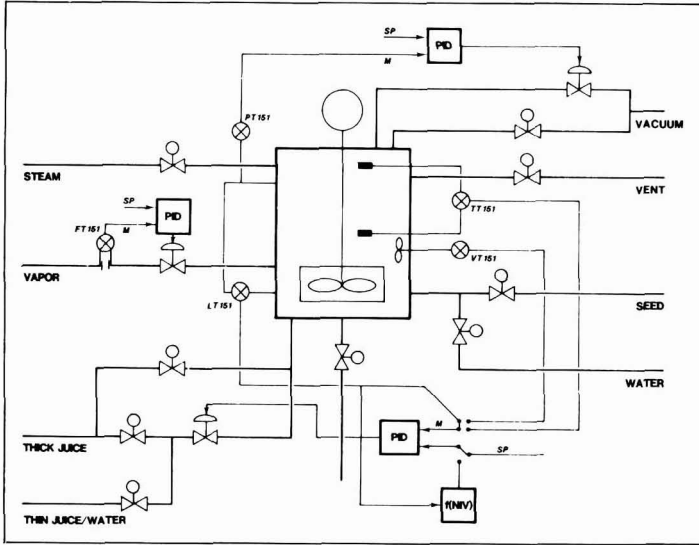 SP
PID
M
PT 151
VACUUM
STEAM
VENT
SP
PID
FT 151
M
TT 151
VT 151
VAPOR
LT 151
SEED
WATER
M
PID
SP
THICK JUICE
f(NIV)
THIN JUICE/WATER